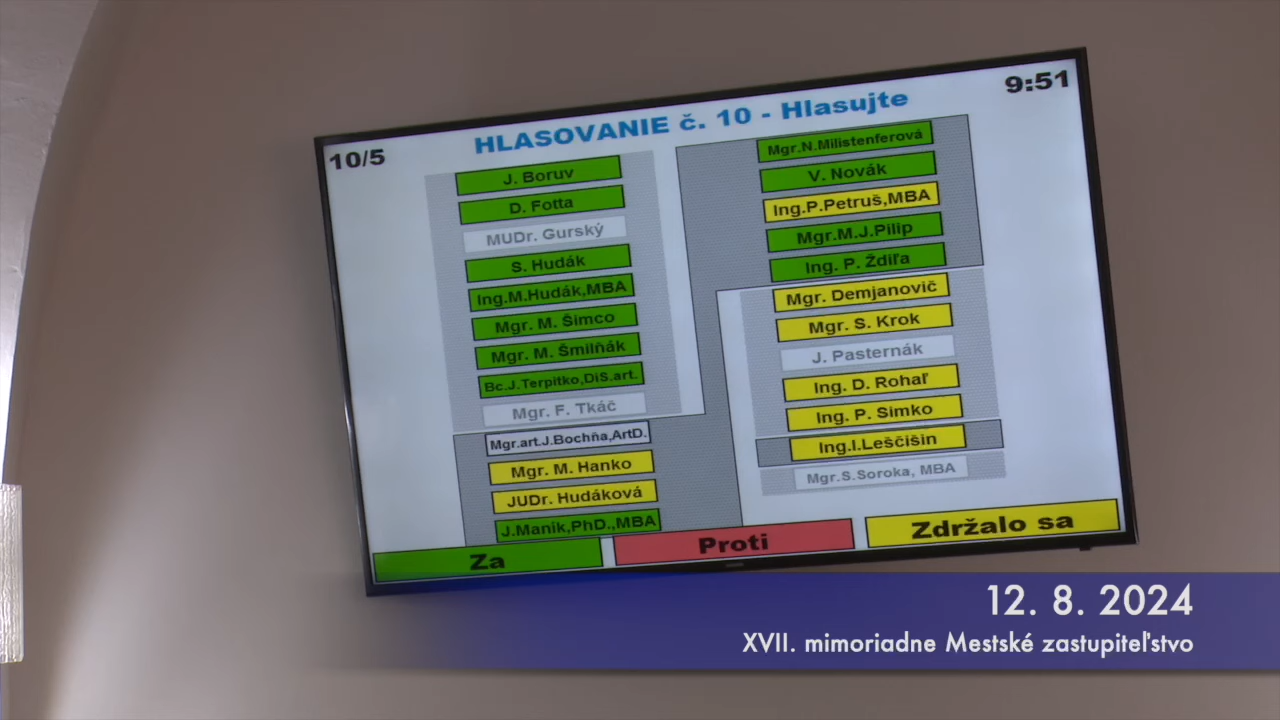 HLASOVANIE č. 10 - Hlasujte
9:51
10/5
J. Boruv
D. Fotta
MUDr. Gurský
S. Hudák
Ing.M.Hudák,MBA
Mgr. M. Šimco
Mgr. M. Šmilňák
Bc.J.Terpitko,DiS.art.
Mgr. F. Tkáč
Mgr.art.J.Bochňa,ArtD.
Mgr. M. Hanko
JUDr. Hudáková
J.Manik,PhD.,MBA
Mgr.N.Milistenferová
V. Novák
Ing.P.Petruš,MBA
Mgr.M.J.Pilip
Ing. P. Ždiľa
Mgr. Demjanovič
Mgr. S. Krok
J. Pasternák
Ing. D. Rohaľ
Ing. P. Simko
Ing.I.Leščišin
Mgr.S.Soroka, MBA
Za
Proti
Zdržalo sa
12. 8. 2024
XVII. mimoriadne Mestské zastupiteľstvo